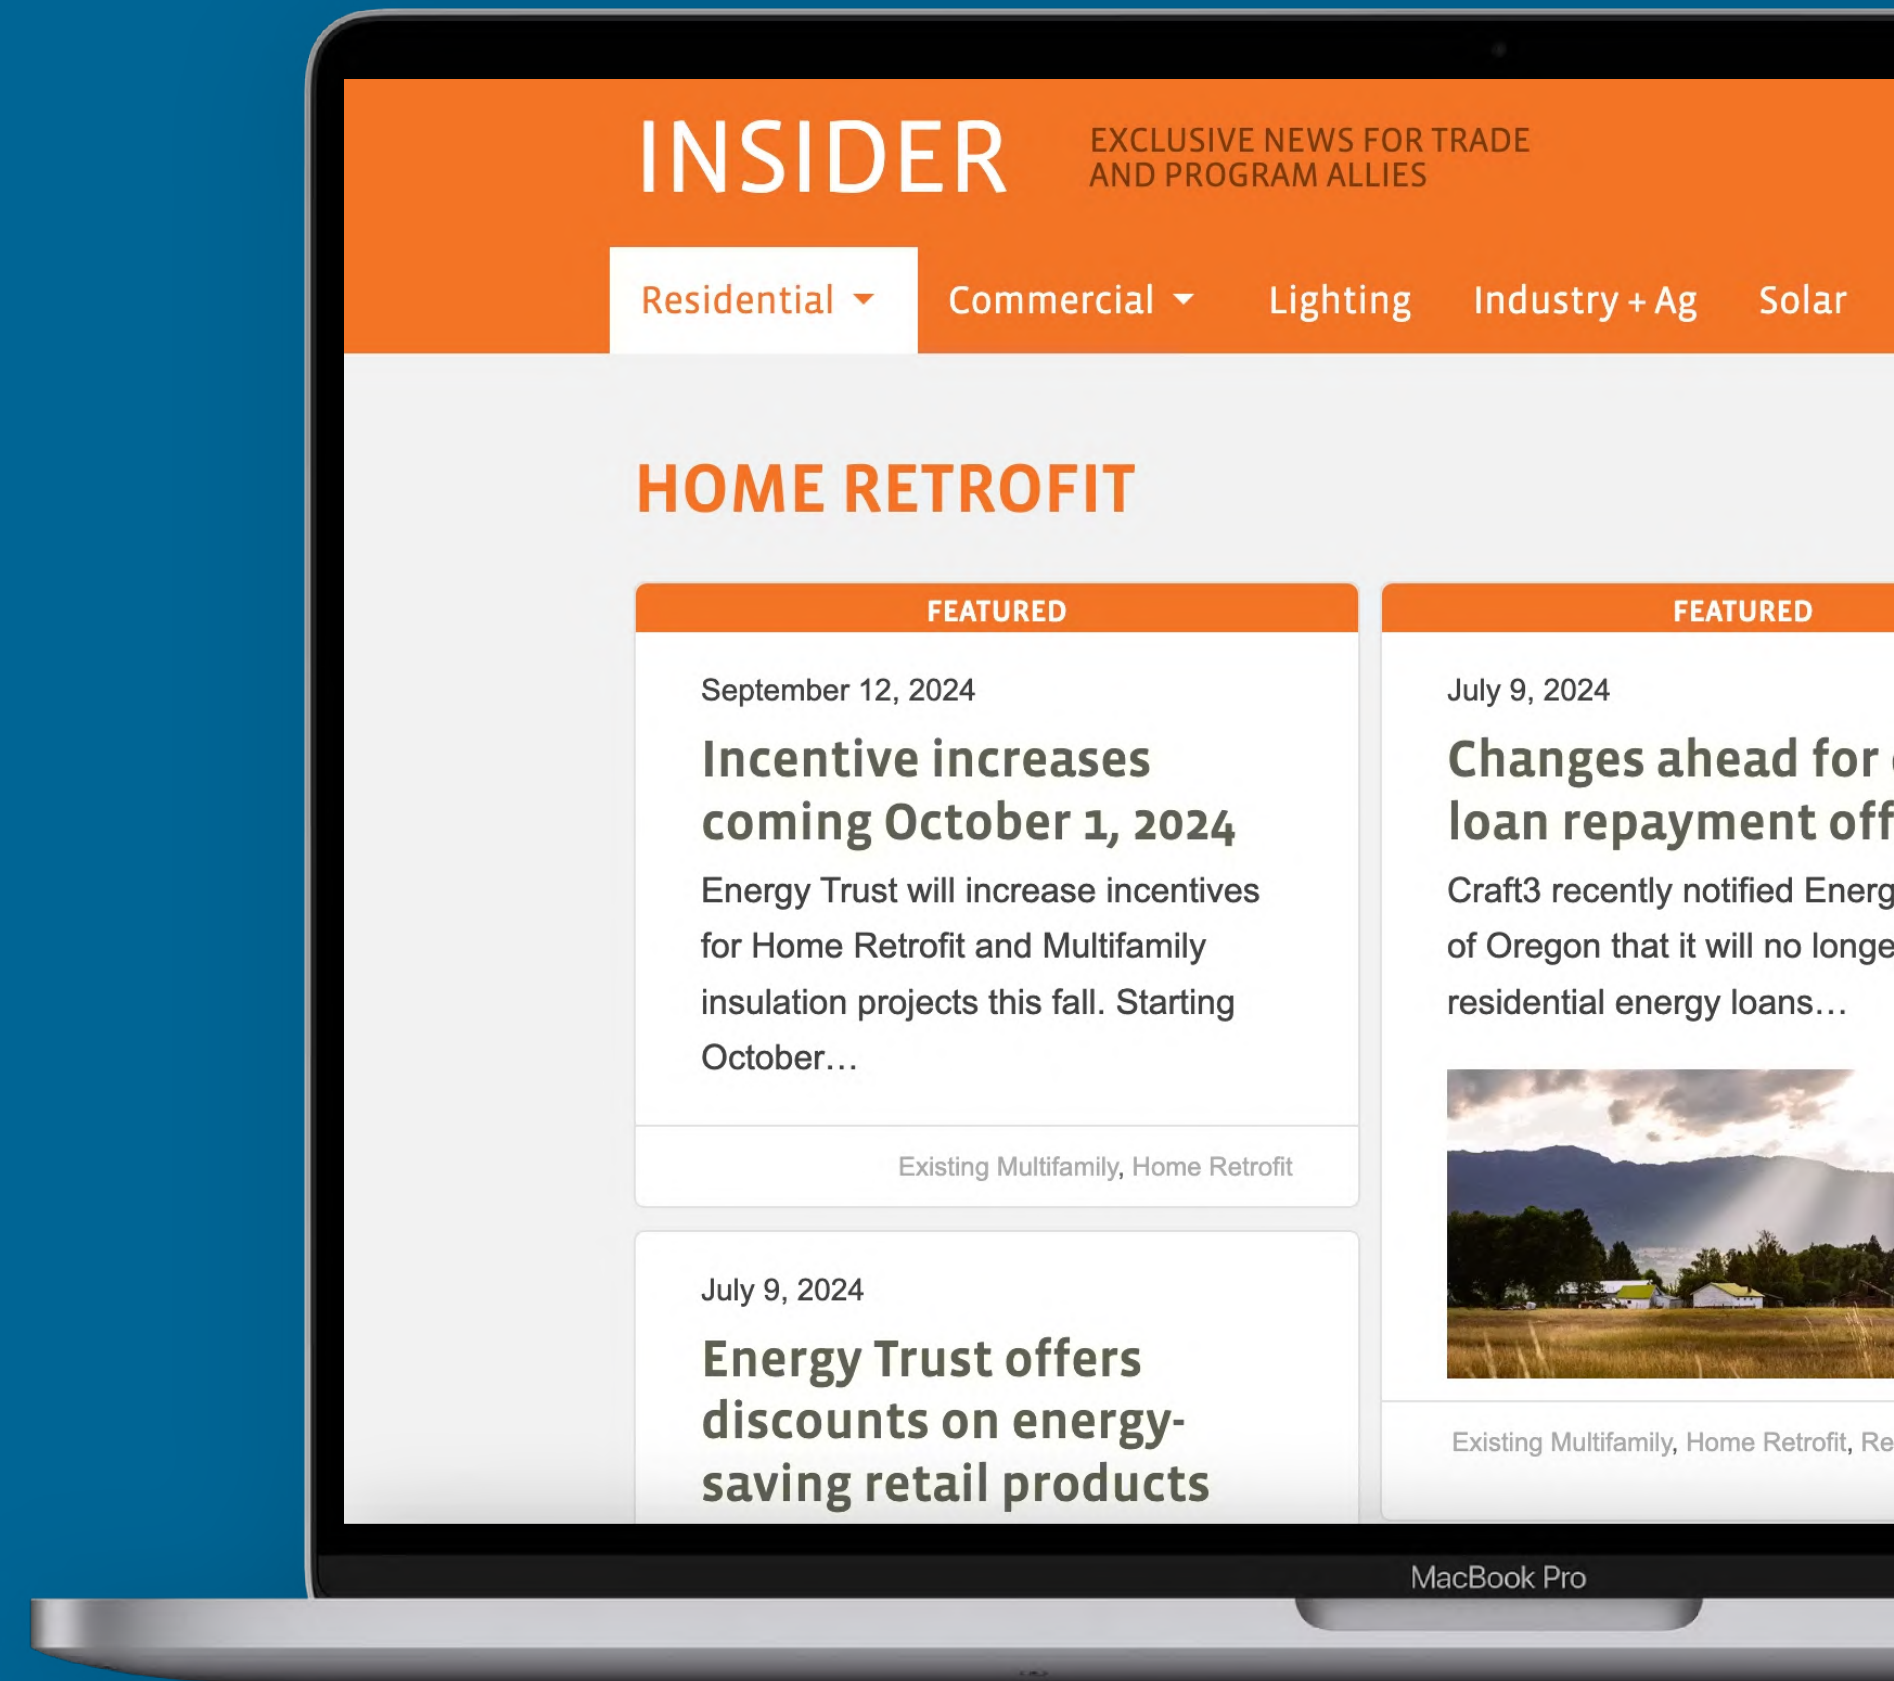 INSIDER
EXCLUSIVE NEWS FOR TRADE
AND PROGRAM ALLIES
Residential
Commercial
Lighting
Industry + Ag
Solar
HOME RETROFIT
FEATURED
September 12, 2024
Incentive increases
coming October 1, 2024
Energy Trust will increase incentives
for Home Retrofit and Multifamily
insulation projects this fall. Starting
October…
Existing Multifamily, Home Retrofit
July 9, 2024
Energy Trust offers
discounts on energy-
saving retail products
FEATURED
July 9, 2024
Changes ahead for
loan repayment
Craft3 recently notified
of Oregon that it will no
residential energy loans…
Existing Multifamily, Home Retrofit,
MacBook Pro